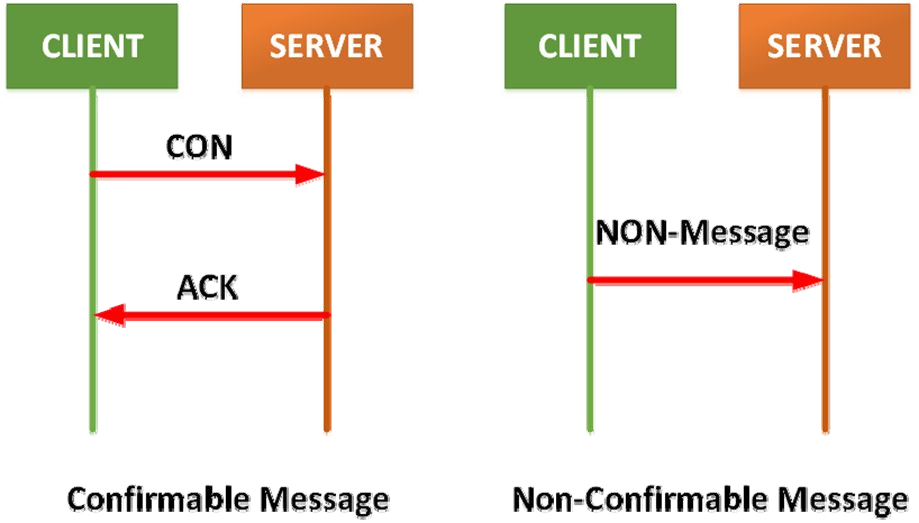 CLIENT SERVER CLIENT SERVER
CON
NON-Message
ACK
Confirmable Message Non-Confirmable Message